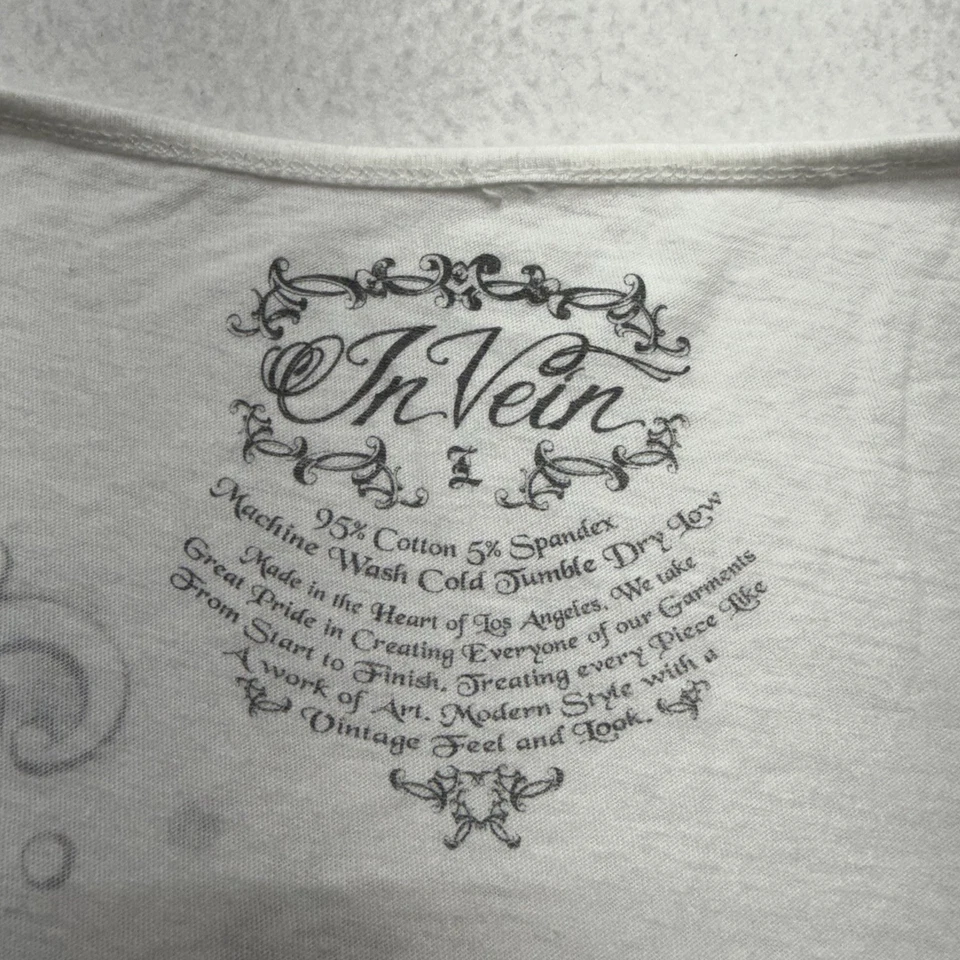 In Vein
L
95% Cotton 5% Spandex
Machine Wash Cold Tumble Dry Low
Made in the Heart of Los Angeles. We take
Great Pride in Creating Everyone of our Garments
From Start to Finish. Treating every Piece Like
A work of Art. Modern Style with a
Vintage Feel and Look.